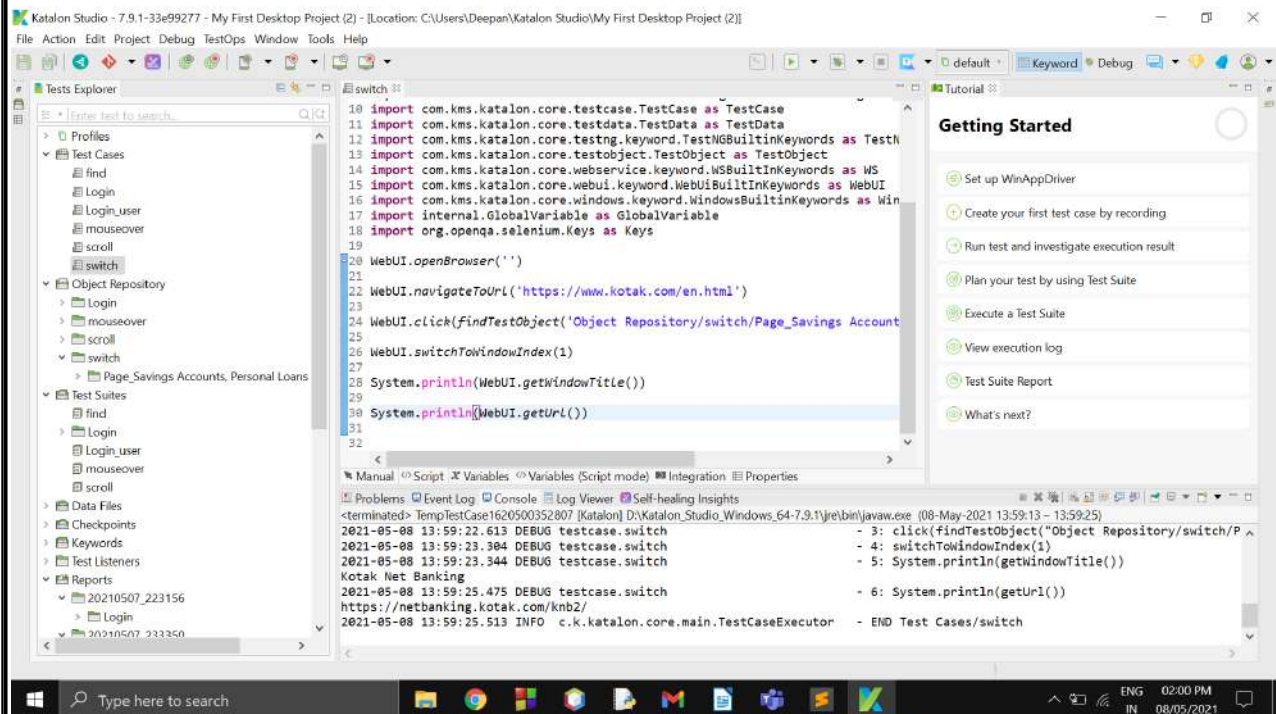 Katalon Studio - 7.9.1-33e99277 - My First Desktop Project (2) - [Location: C:\Users\Deepan\Katalon Studio\My First Desktop Project (2)]
File Action Edit Project Debug TestOps Window Tools Help
default Keyword Debug
Tests Explorer
Enter text to search...
Profiles
Test Cases
find
Login
Login_user
mouseover
scroll
switch
Object Repository
Login
mouseover
scroll
switch
Page_Savings Accounts, Personal Loans
Test Suites
find
Login
Login_user
mouseover
scroll
Data Files
Checkpoints
Keywords
Test Listeners
Reports
20210507_223156
Login
20210507_233350
switch
10 import com.kms.katalon.core.testcase.TestCase as TestCase
11 import com.kms.katalon.core.testdata.TestData as TestData
12 import com.kms.katalon.core.testng.keyword.TestNGBuiltinKeywords as TestN
13 import com.kms.katalon.core.testobject.TestObject as TestObject
14 import com.kms.katalon.core.webservice.keyword.WSBuiltInKeywords as WS
15 import com.kms.katalon.core.webui.keyword.WebUiBuiltInKeywords as WebUI
16 import com.kms.katalon.core.windows.keyword.WindowsBuiltinKeywords as Win
17 import internal.GlobalVariable as GlobalVariable
18 import org.openqa.selenium.Keys as Keys
19
20 WebUI.openBrowser('')
21
22 WebUI.navigateToUrl('https://www.kotak.com/en.html')
23
24 WebUI.click(findTestObject('Object Repository/switch/Page_Savings Account
25
26 WebUI.switchToWindowIndex(1)
27
28 System.println(WebUI.getWindowTitle())
29
30 System.println(WebUI.getUrl())
31
32
Manual Script Variables Variables (Script mode) Integration Properties
Tutorial
Getting Started
Set up WinAppDriver
Create your first test case by recording
Run test and investigate execution result
Plan your test by using Test Suite
Execute a Test Suite
View execution log
Test Suite Report
What's next?
Problems Event Log Console Log Viewer Self-healing Insights
<terminated> TempTestCase1620500352807 [Katalon] D:\Katalon_Studio_Windows_64-7.9.1\jre\bin\javaw.exe (08-May-2021 13:59:13 – 13:59:25)
2021-05-08 13:59:22.613 DEBUG testcase.switch - 3: click(findTestObject("Object Repository/switch/P
2021-05-08 13:59:23.304 DEBUG testcase.switch - 4: switchToWindowIndex(1)
2021-05-08 13:59:23.344 DEBUG testcase.switch - 5: System.println(getWindowTitle())
Kotak Net Banking
2021-05-08 13:59:25.475 DEBUG testcase.switch - 6: System.println(getUrl())
https://netbanking.kotak.com/knb2/
2021-05-08 13:59:25.513 INFO c.k.katalon.core.main.TestCaseExecutor - END Test Cases/switch
Type here to search
ENG
IN
02:00 PM
08/05/2021